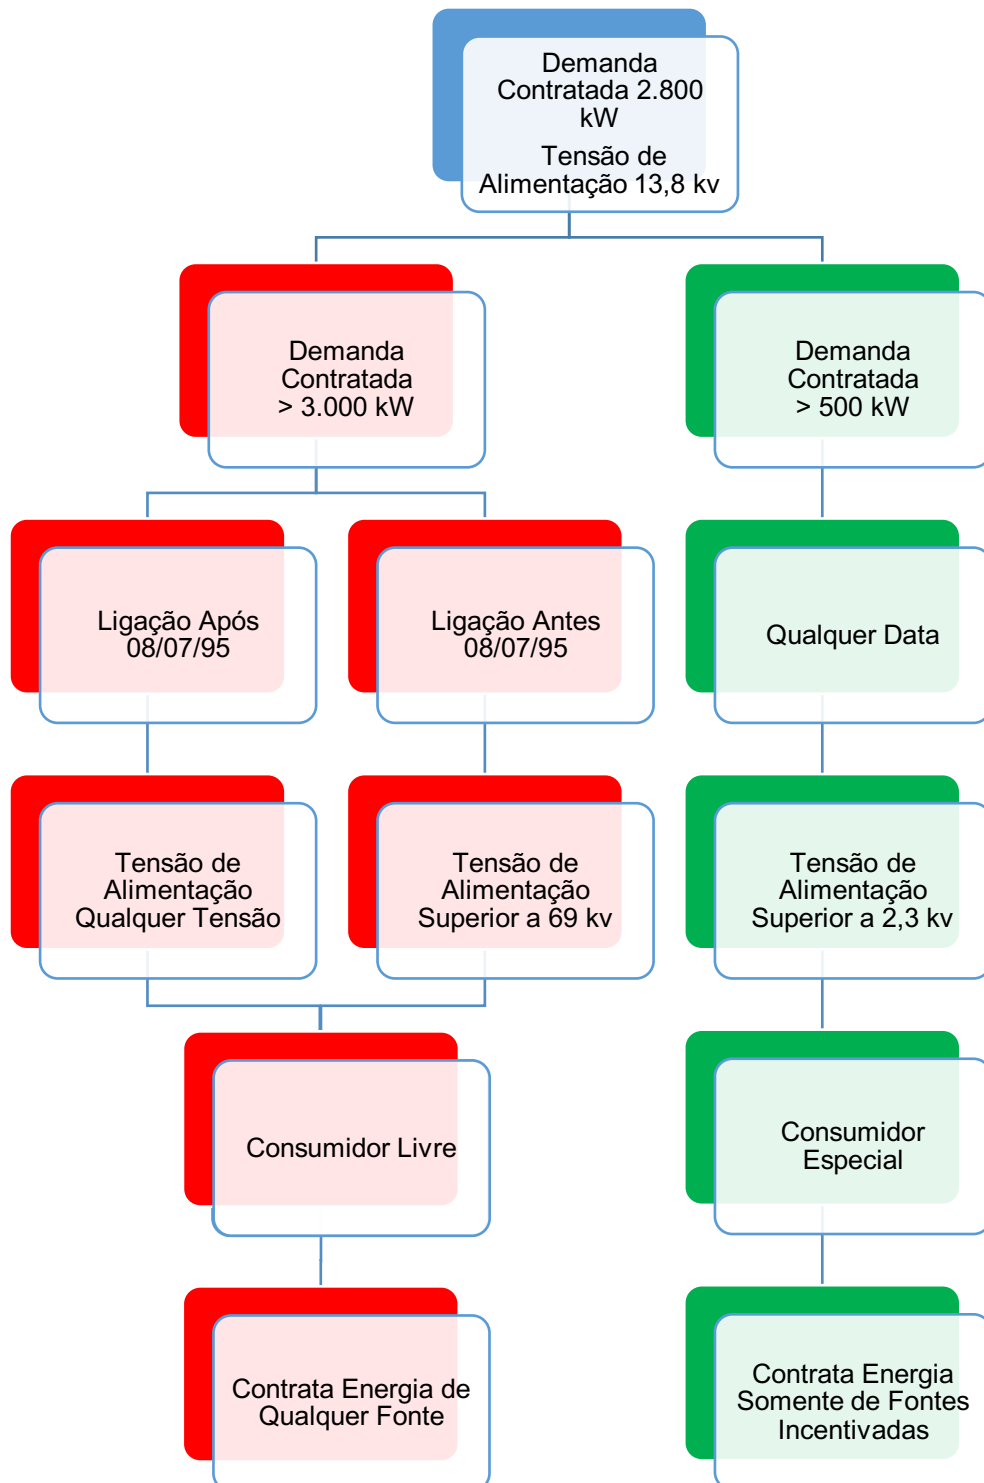 Demanda
Contratada 2.800
kW
Tensão de
Alimentação 13,8 kv
Demanda
Contratada
> 3.000 kW
Demanda
Contratada
> 500 kW
Ligação Após
08/07/95
Ligação Antes
08/07/95
Qualquer Data
Tensão de
Alimentação
Qualquer Tensão
Tensão de
Alimentação
Superior a 69 kv
Tensão de
Alimentação
Superior a 2,3 kv
Consumidor Livre
Consumidor
Especial
Contrata Energia de
Qualquer Fonte
Contrata Energia
Somente de Fontes
Incentivadas